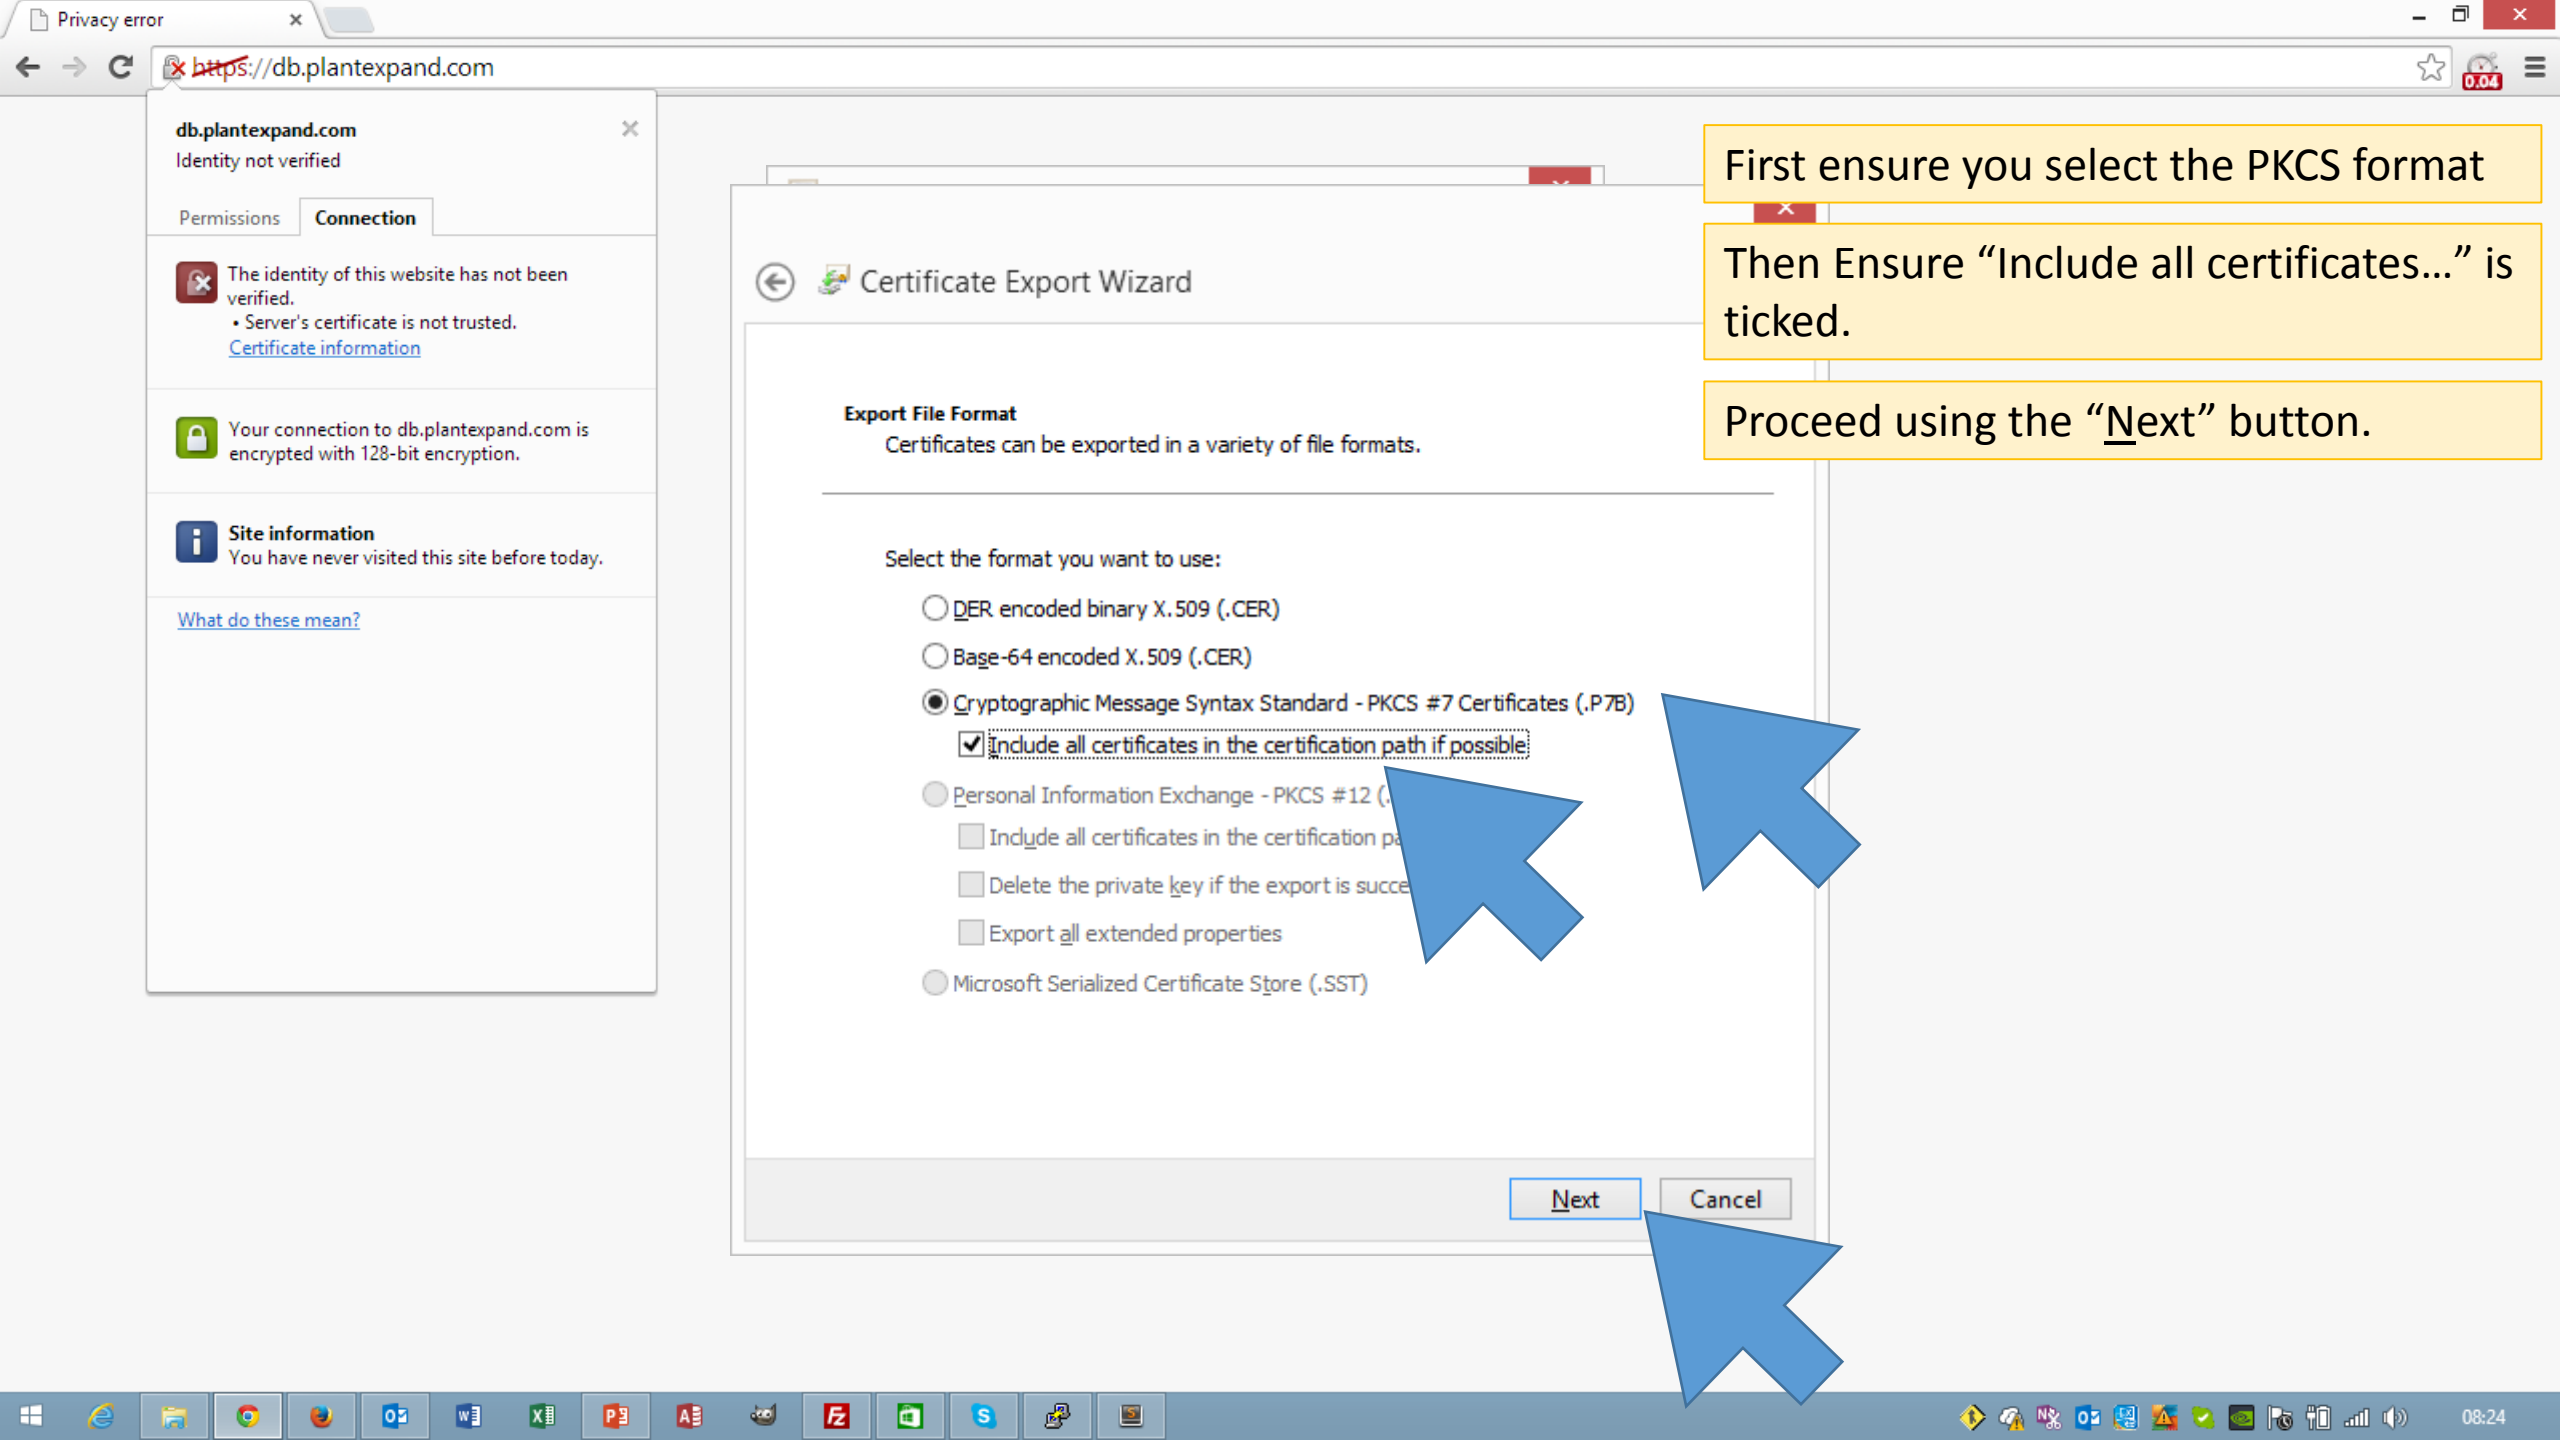 Privacy error
https://db.plantexpand.com
0.04
db.plantexpand.com
Identity not verified
Permissions
Connection
The identity of this website has not been
verified.
• Server's certificate is not trusted.
Certificate information
Your connection to db.plantexpand.com is
encrypted with 128-bit encryption.
Site information
You have never visited this site before today.
What do these mean?
First ensure you select the PKCS format
Then Ensure “Include all certificates...” is
ticked.
Proceed using the “Next” button.
Certificate Export Wizard
Export File Format
Certificates can be exported in a variety of file formats.
Select the format you want to use:
DER encoded binary X.509 (.CER)
Base-64 encoded X.509 (.CER)
Cryptographic Message Syntax Standard - PKCS #7 Certificates (.P7B)
Include all certificates in the certification path if possible
Personal Information Exchange - PKCS #12 (.
Include all certificates in the certification
Delete the private key if the export is
Export all extended properties
Microsoft Serialized Certificate Store (.SST)
Next
Cancel
08:24